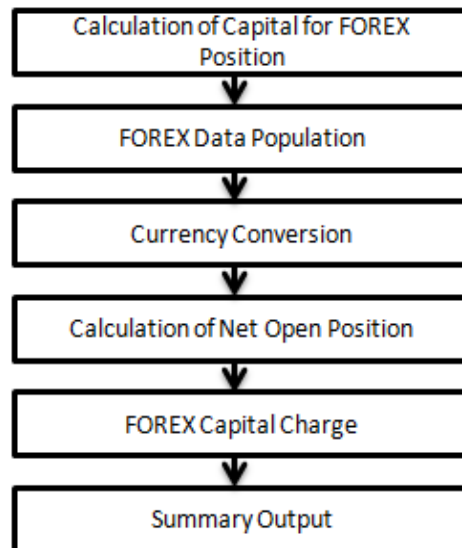 Calculation of Capital for FOREX
Position
FOREX Data Population
Currency Conversion
Calculation of Net Open Position
FOREX Capital Charge
Summary Output